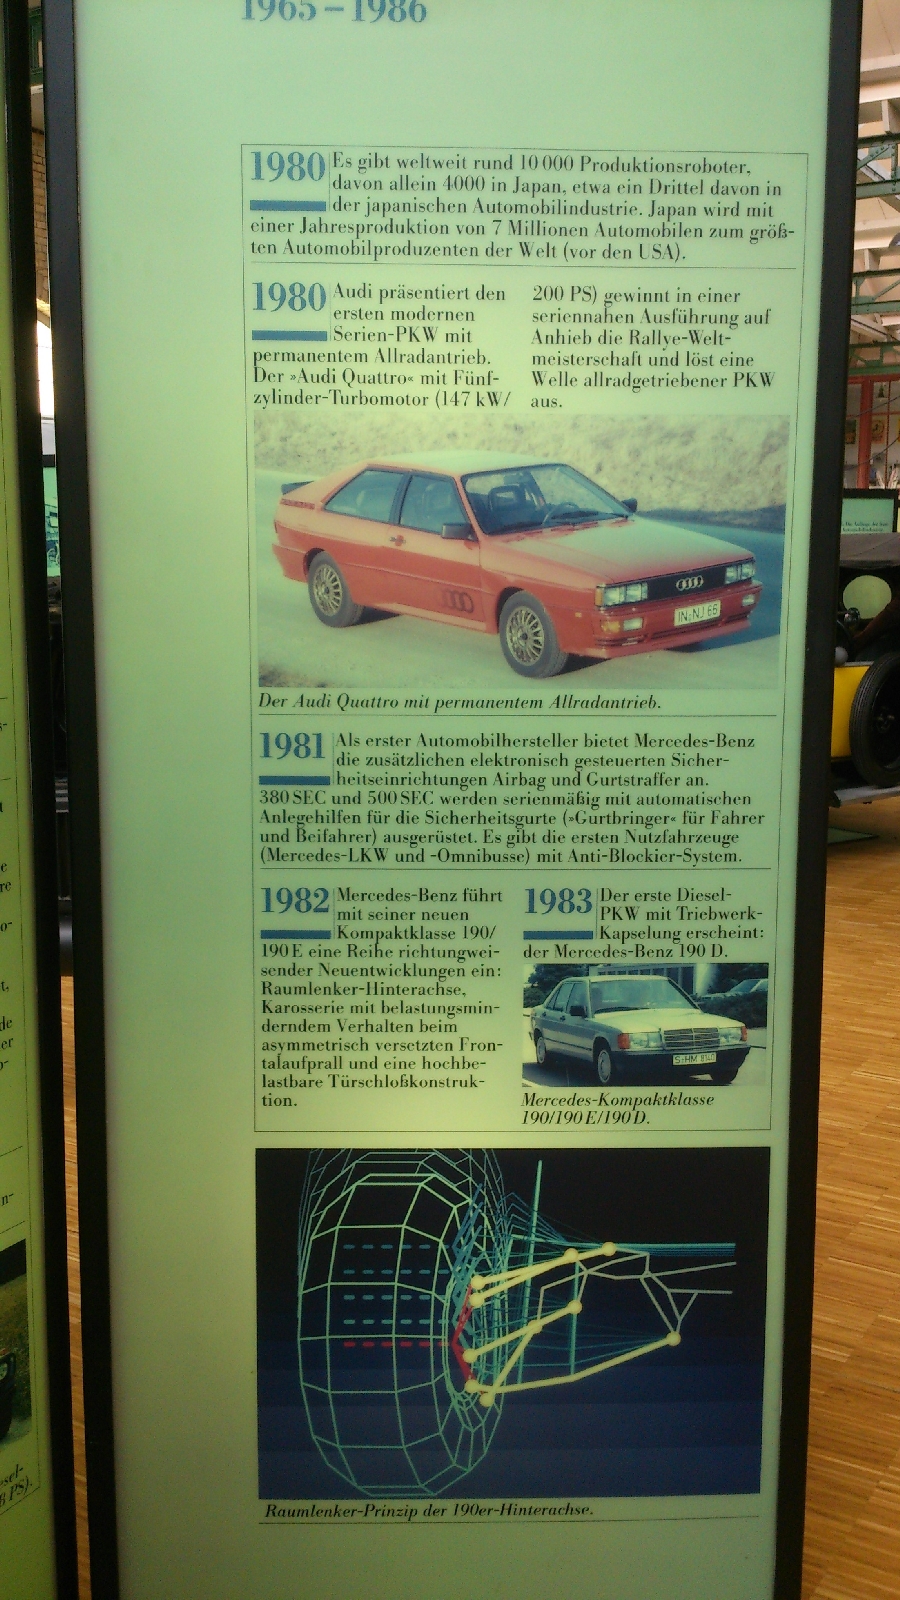 1965–1986
1980 Es gibt weltweit rund 10000 Produktionsroboter,
davon allein 4000 in Japan, etwa ein Drittel davon in
der japanischen Automobilindustrie. Japan wird mit
einer Jahresproduktion von 7 Millionen Automobilen zum größ-
ten Automobilproduzenten der Welt (vor den USA).
1980 Audi präsentiert den
ersten modernen
Serien-PKW mit
permanentem Allradantrieb.
Der »Audi Quattro« mit Fünf-
zylinder-Turbomotor (147 kW/
200 PS) gewinnt in einer
seriennahen Ausführung auf
Anhieb die Rallye-Welt-
meisterschaft und löst eine
Welle allradgetriebener PKW
aus.
IN-NJ 66
Der Audi Quattro mit permanentem Allradantrieb.
1981 Als erster Automobilhersteller bietet Mercedes-Benz
die zusätzlichen elektronisch gesteuerten Sicher-
heitseinrichtungen Airbag und Gurtstraffer an.
380 SEC und 500 SEC werden serienmäßig mit automatischen
Anlegehilfen für die Sicherheitsgurte (»Gurtbringer« für Fahrer
und Beifahrer) ausgerüstet. Es gibt die ersten Nutzfahrzeuge
(Mercedes-LKW und -Omnibusse) mit Anti-Blockier-System.
1982 Mercedes-Benz führt
mit seiner neuen
Kompaktklasse 190/
190 E eine Reihe richtungwei-
sender Neuentwicklungen ein:
Raumlenker-Hinterachse,
Karosserie mit belastungsmin-
derndem Verhalten beim
asymmetrisch versetzten Fron-
talaufprall und eine hochbe-
lastbare Türschloßkonstruk-
tion.
1983 Der erste Diesel-
PKW mit Triebwerk-
Kapselung erscheint:
der Mercedes-Benz 190 D.
S-HM 8140
Mercedes-Kompaktklasse
190/190 E/190 D.
Raumlenker-Prinzip der 190er-Hinterachse.